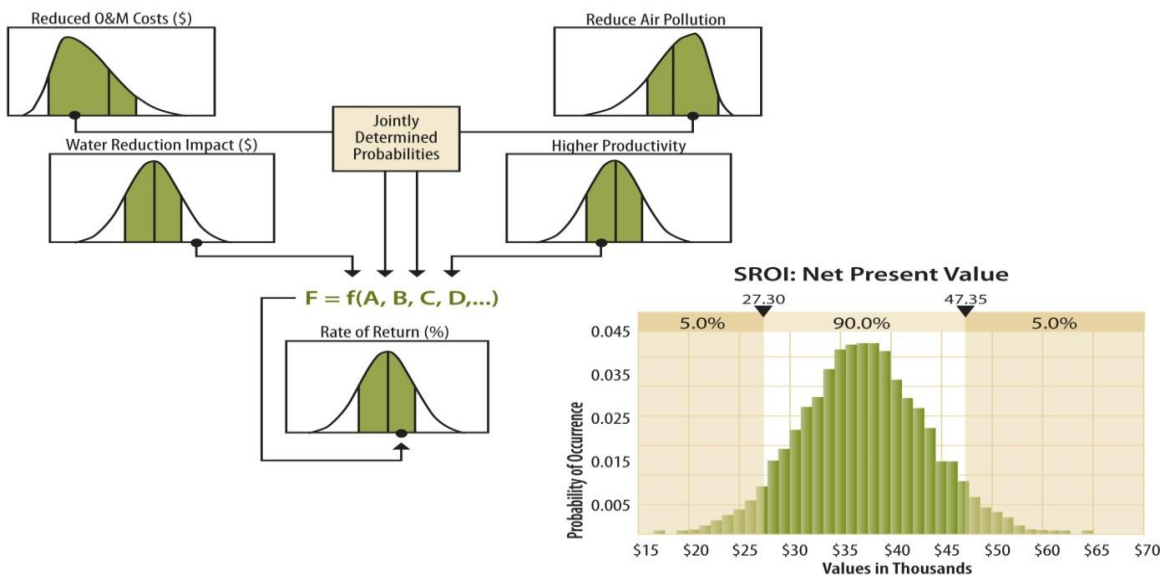 Reduced O&M Costs ($)
Reduce Air Pollution
Jointly
Determined
Probabilities
Water Reduction Impact ($)
Higher Productivity
F = f(A, B, C, D,...)
Rate of Return (%)
SROI: Net Present Value
27.30 47.35
5.0% 90.0% 5.0%
0.045
0.035
0.025
0.015
0.005
Probability of Occurrence
$15 $20 $25 $30 $35 $40 $45 $50 $60 $65 $70
Values in Thousands